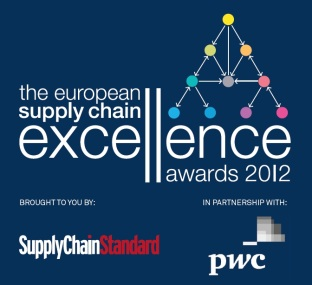 the european
supply chain
excellence
awards 2012
BROUGHT TO YOU BY:
IN PARTNERSHIP WITH:
SupplyChainStandard
pwc